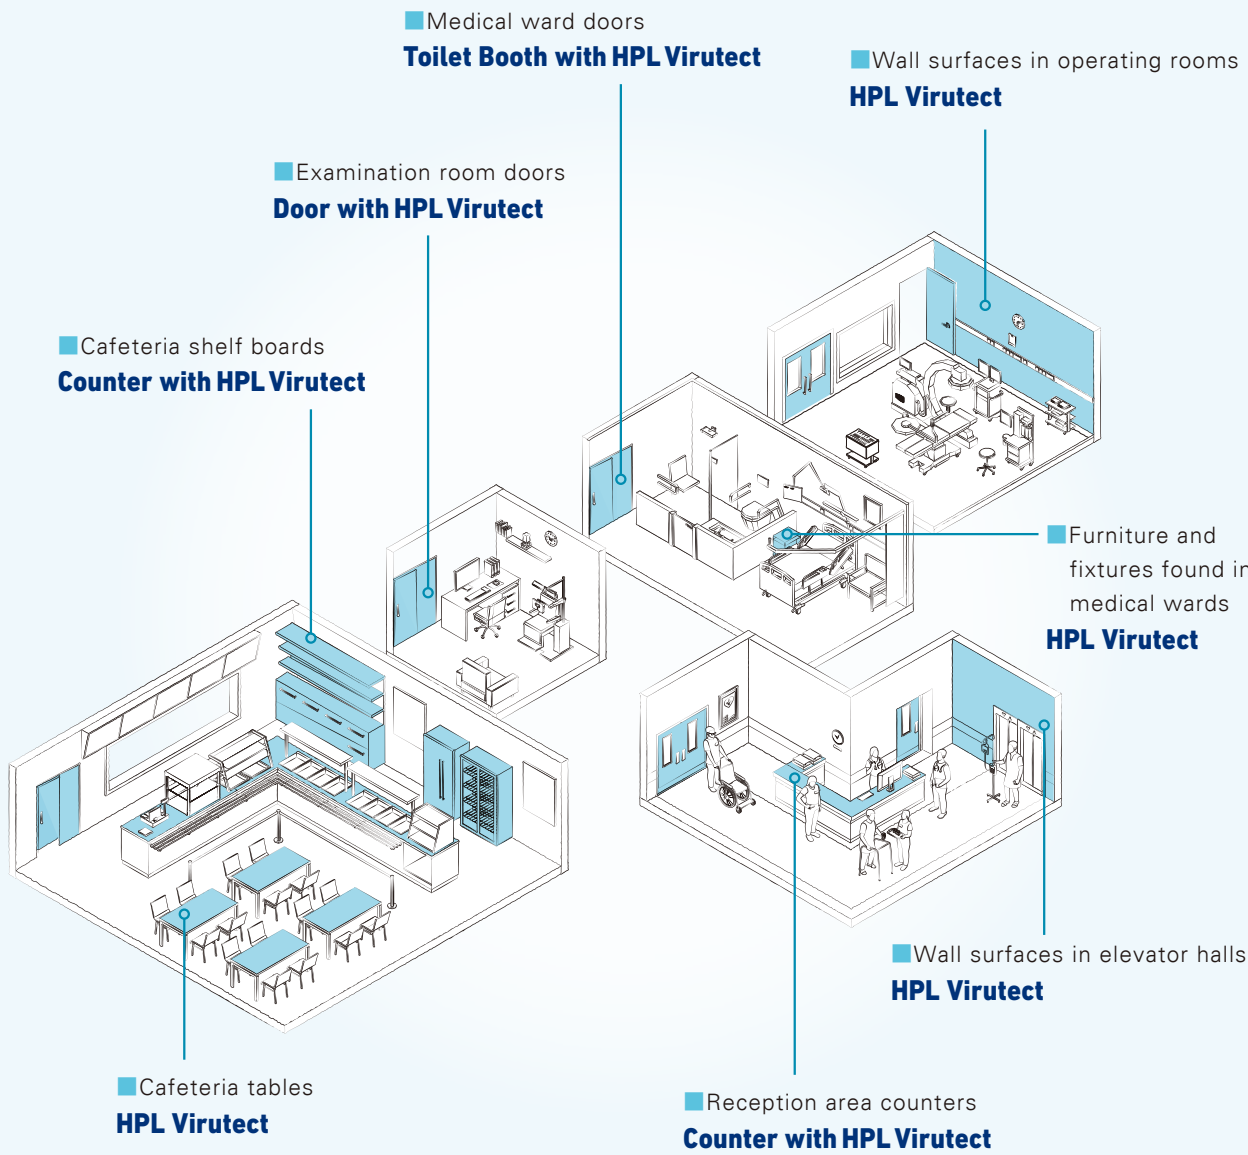 Medical ward doors
Toilet Booth with HPL Virutect
Wall surfaces in operating rooms
HPL Virutect
Examination room doors
Door with HPL Virutect
Cafeteria shelf boards
Counter with HPL Virutect
Furniture and
fixtures found in
medical wards
HPL Virutect
Wall surfaces in elevator halls
HPL Virutect
Cafeteria tables
HPL Virutect
Reception area counters
Counter with HPL Virutect